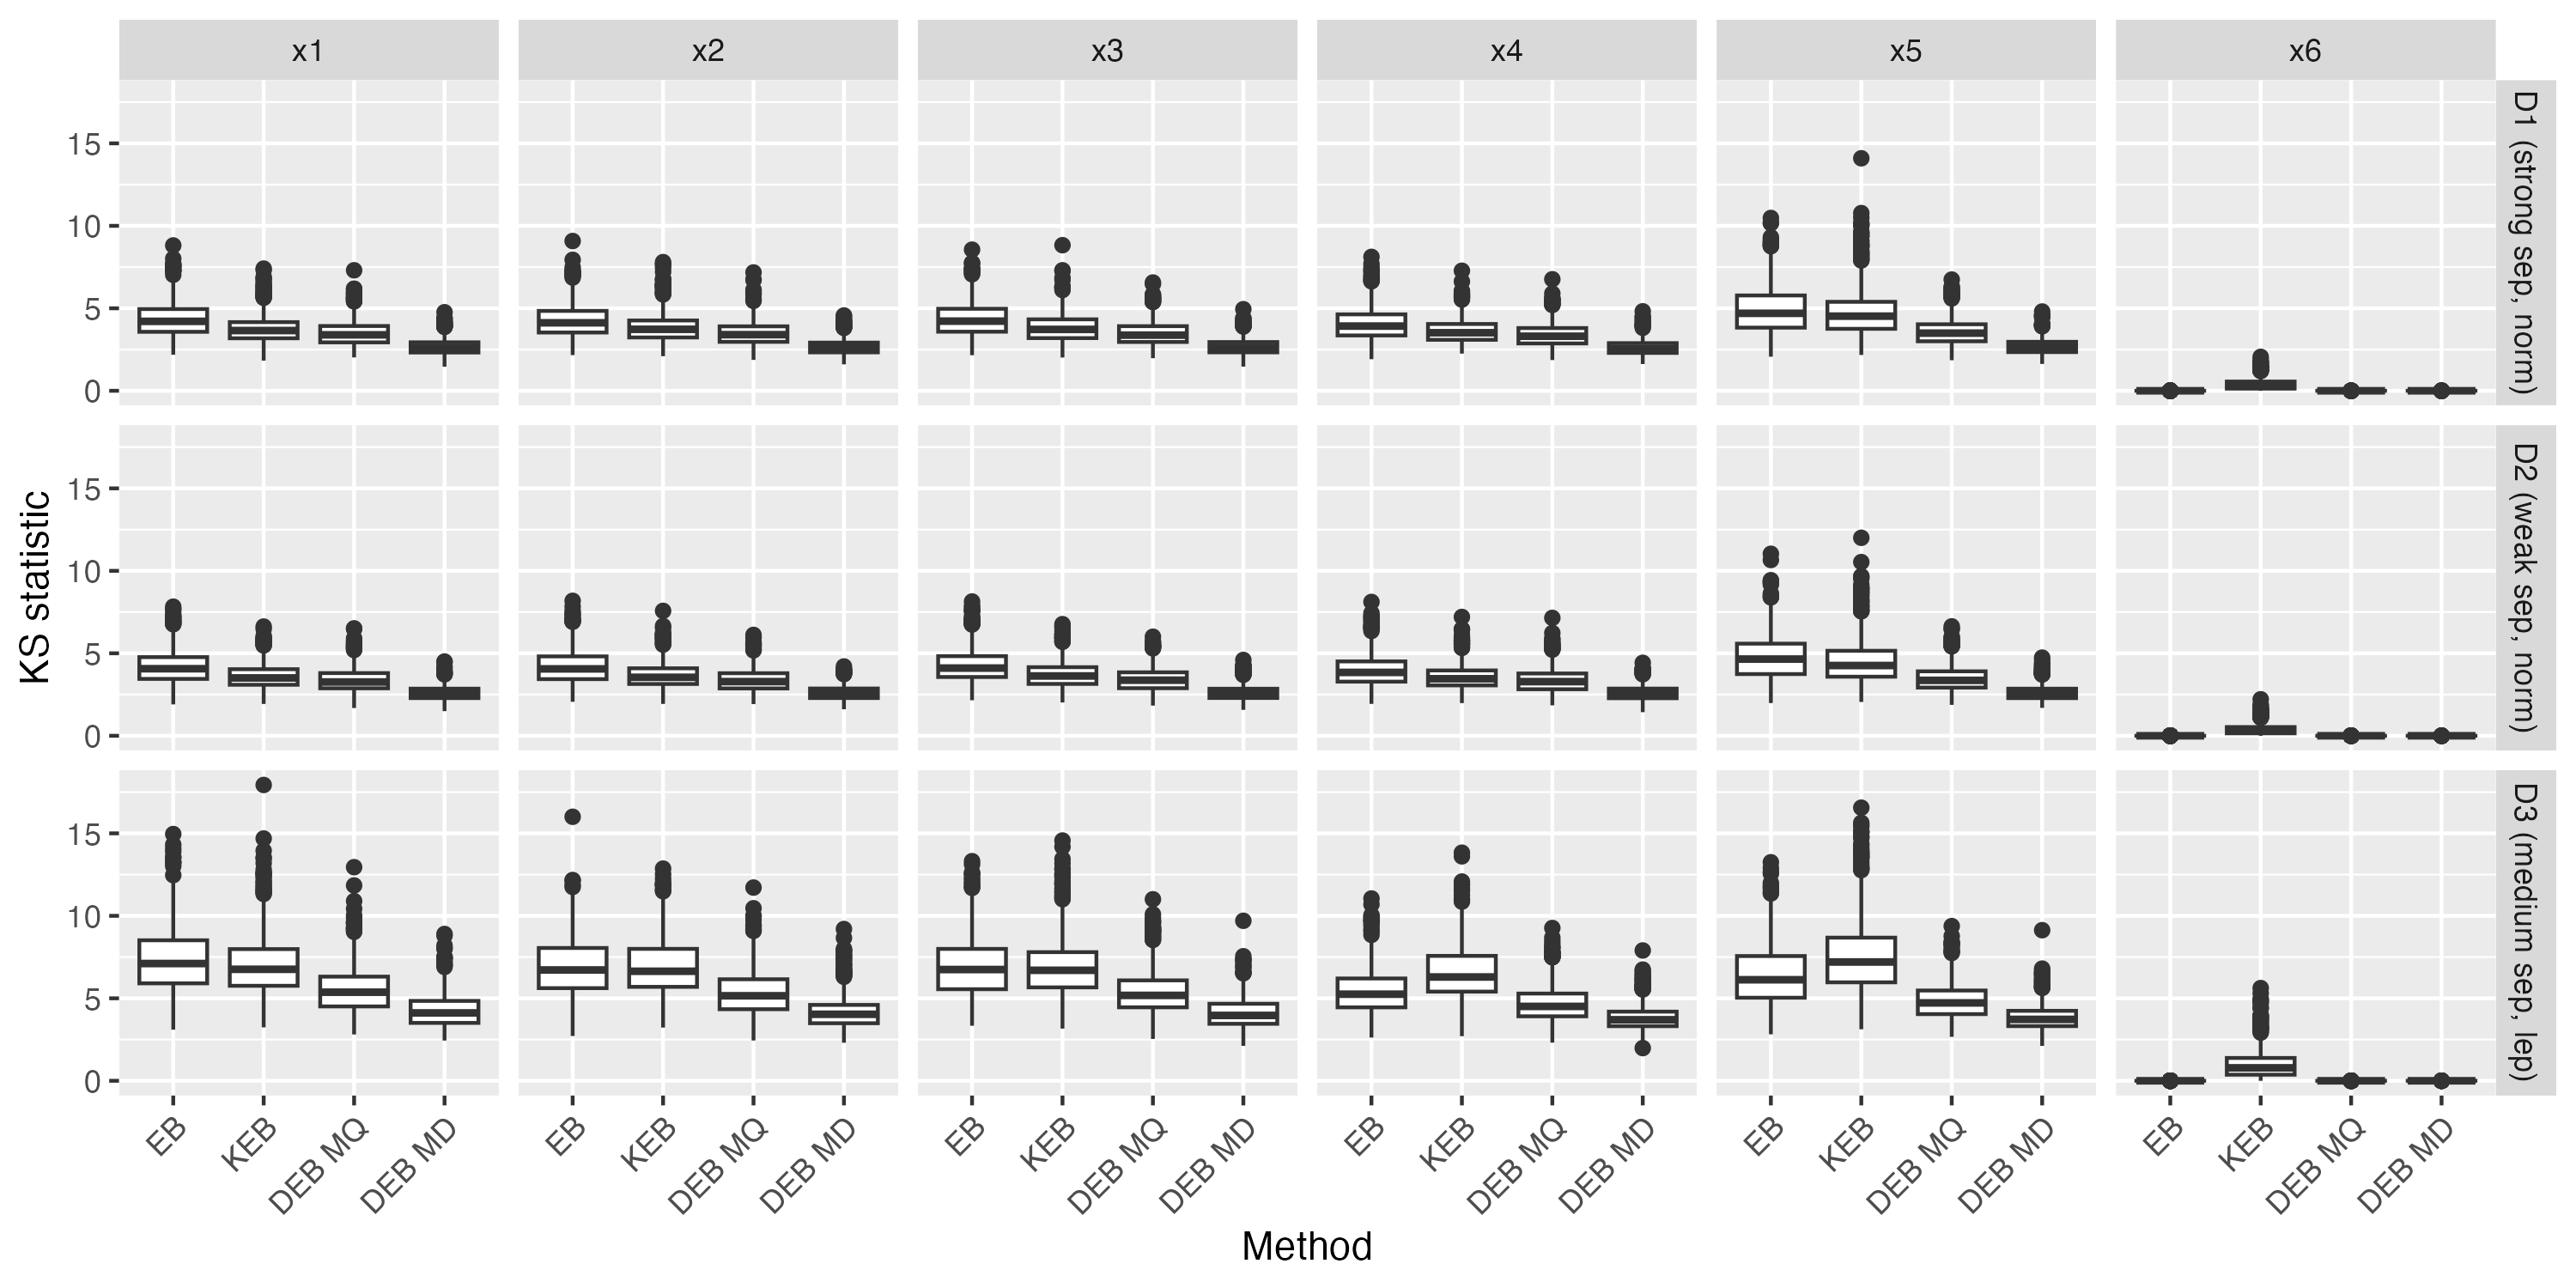 x1 x2 x3 x4 x5 x6
KS statistic
15
10
5
0
D1 (strong sep, norm)
15
10
5
0
D2 (weak sep, norm)
15
10
5
0
D3 (medium sep, lep)
EB KEB DEB MQ DEB MD EB KEB DEB MQ DEB MD EB KEB DEB MQ DEB MD EB KEB DEB MQ DEB MD EB KEB DEB MQ DEB MD EB KEB DEB MQ DEB MD
Method